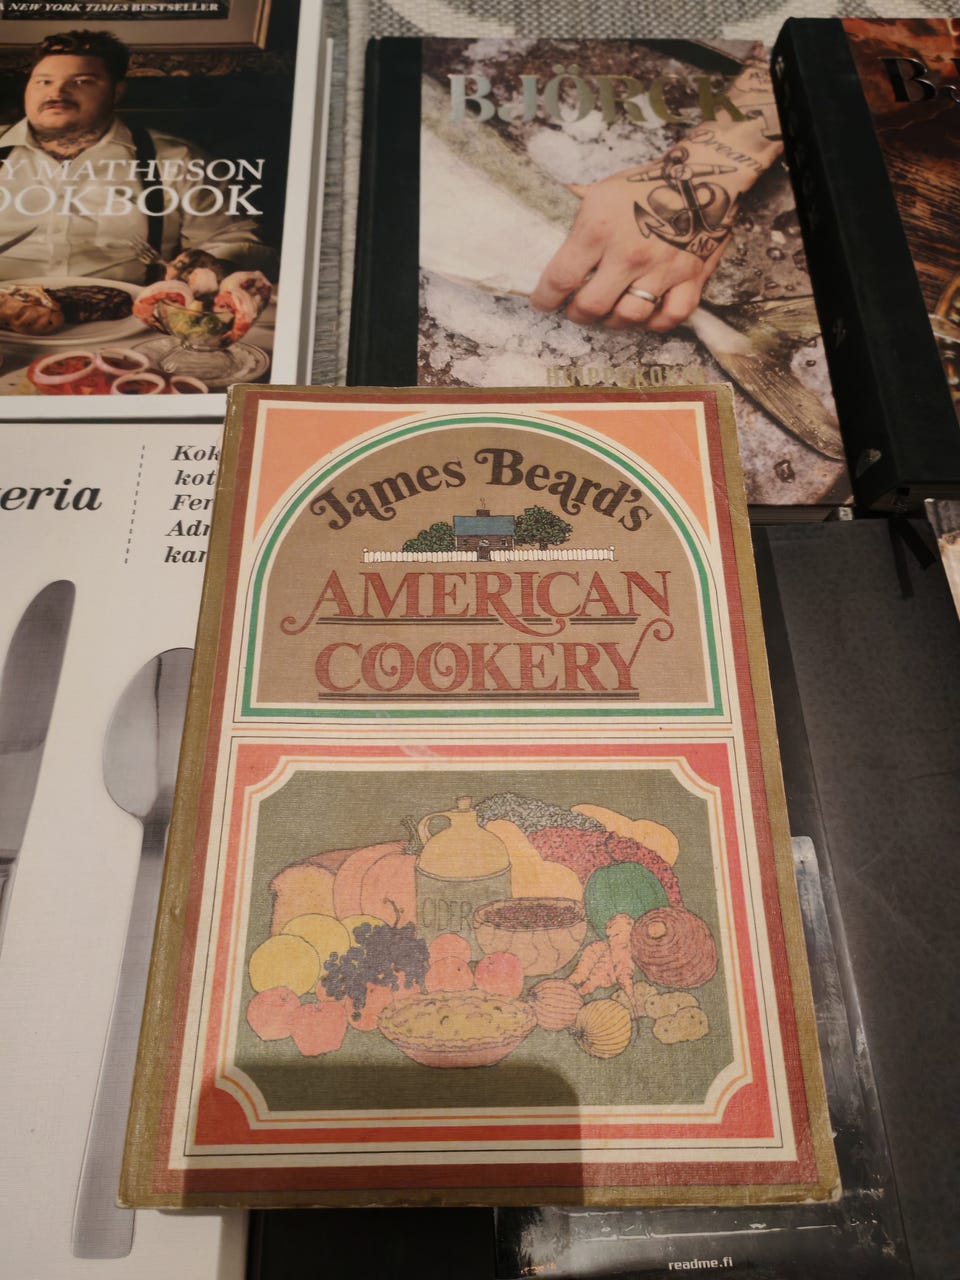 A NEW YORK TIMES BESTSELLER
Y MATHESON
OOKBOOK
BJÖRCK
Dream
NO
B
eria
Kok
kot
Fer
Adr
kar
James Beard's
AMERICAN
COOKERY
CIDER
readme.fi